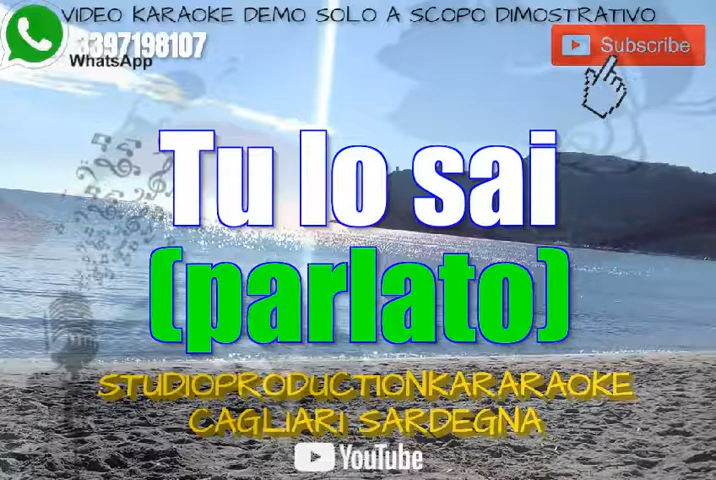 VIDEO KARAOKE DEMO SOLO A SCOPO DIMOSTRATIVO
3397198107
WhatsApp
Subscribe
Tu lo sai
(parlato)
STUDIOPRODUCTIONKARARAOKE
CAGLIARI SARDEGNA
YouTube